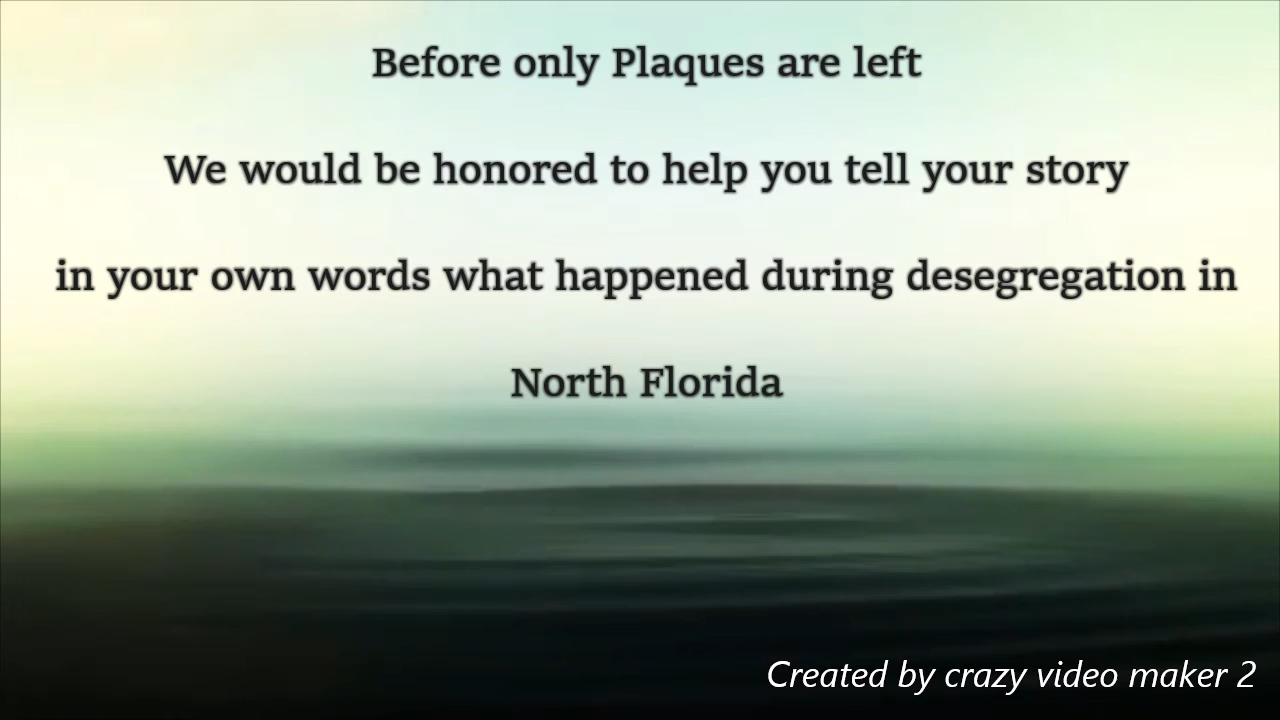 Before only Plaques are left
We would be honored to help you tell your story
in your own words what happened during desegregation in
North Florida
Created by crazy video maker 2